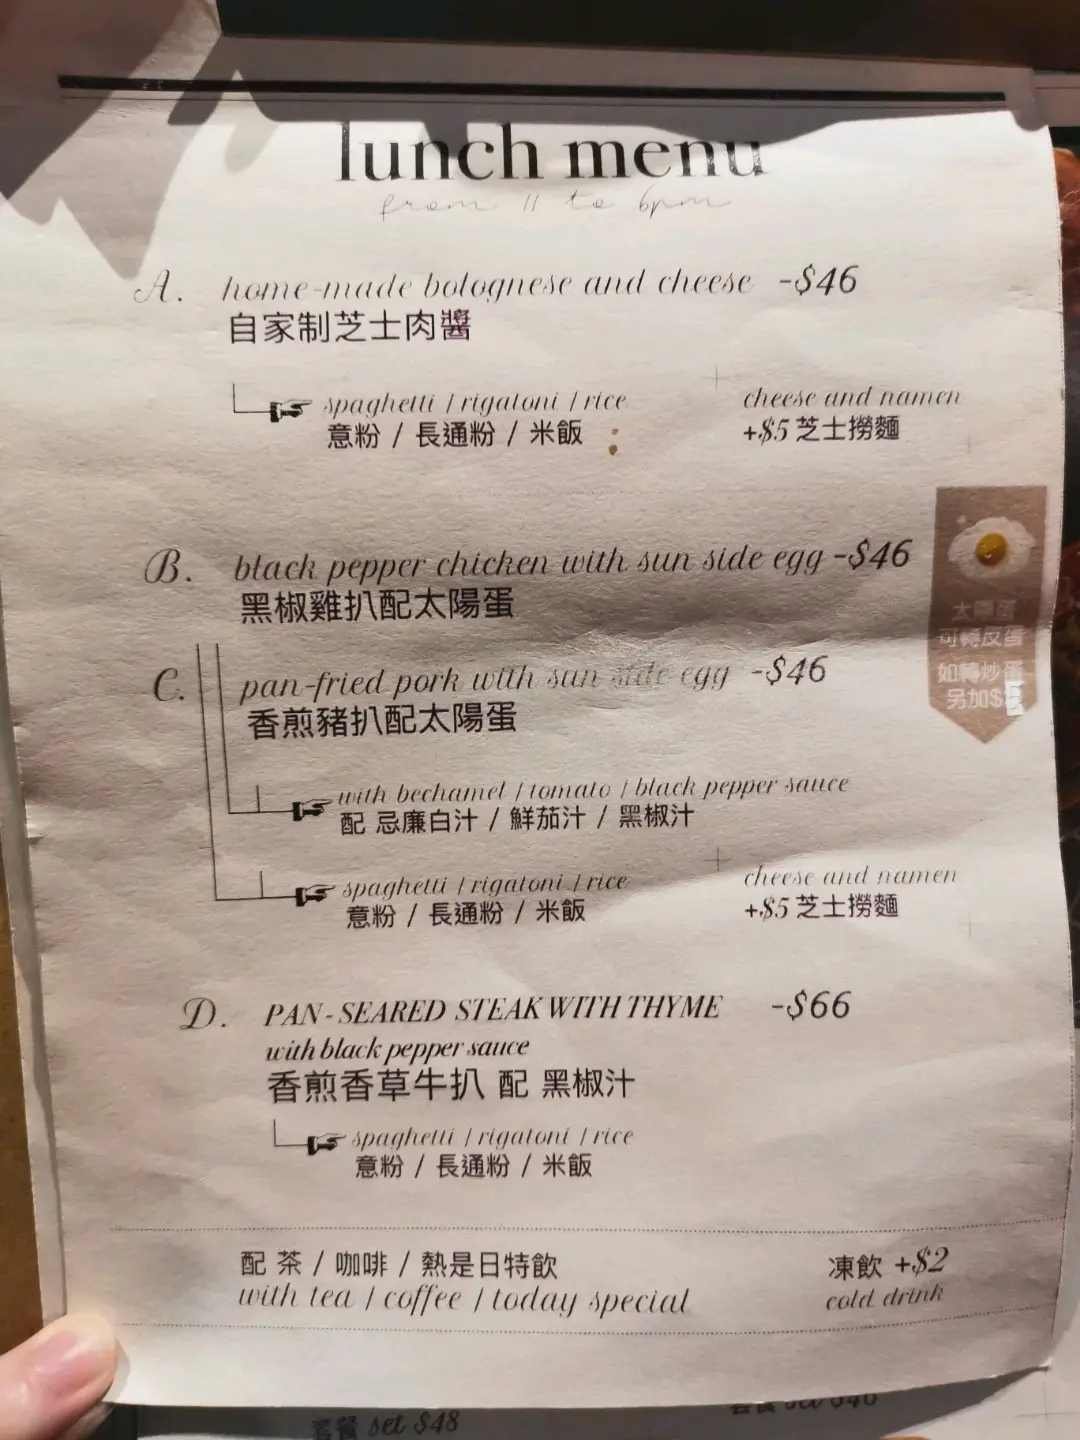 lunch menu
from 11 to 6pm
A. home-made bolognese and cheese -$46
自家制芝士肉醬
spaghetti / rigatoni / rice
意粉 / 長通粉 / 米飯
cheese and namen
+$5 芝士撈麵
B. black pepper chicken with sun side egg -$46
黑椒雞扒配太陽蛋
太陽蛋
可轉反蛋
如轉炒蛋
另加$
C. pan-fried pork with sun side egg -$46
香煎豬扒配太陽蛋
with bechamel / tomato / black pepper sauce
配 忌廉白汁 / 鮮茄汁 / 黑椒汁
spaghetti / rigatoni / rice
意粉 / 長通粉 / 米飯
cheese and namen
+$5 芝士撈麵
D. PAN-SEARED STEAK WITH THYME -$66
with black pepper sauce
香煎香草牛扒 配 黑椒汁
spaghetti / rigatoni / rice
意粉 / 長通粉 / 米飯
配 茶 / 咖啡 / 熱是日特飲
with tea / coffee / today special
凍飲 +$2
cold drink
套餐 set $48